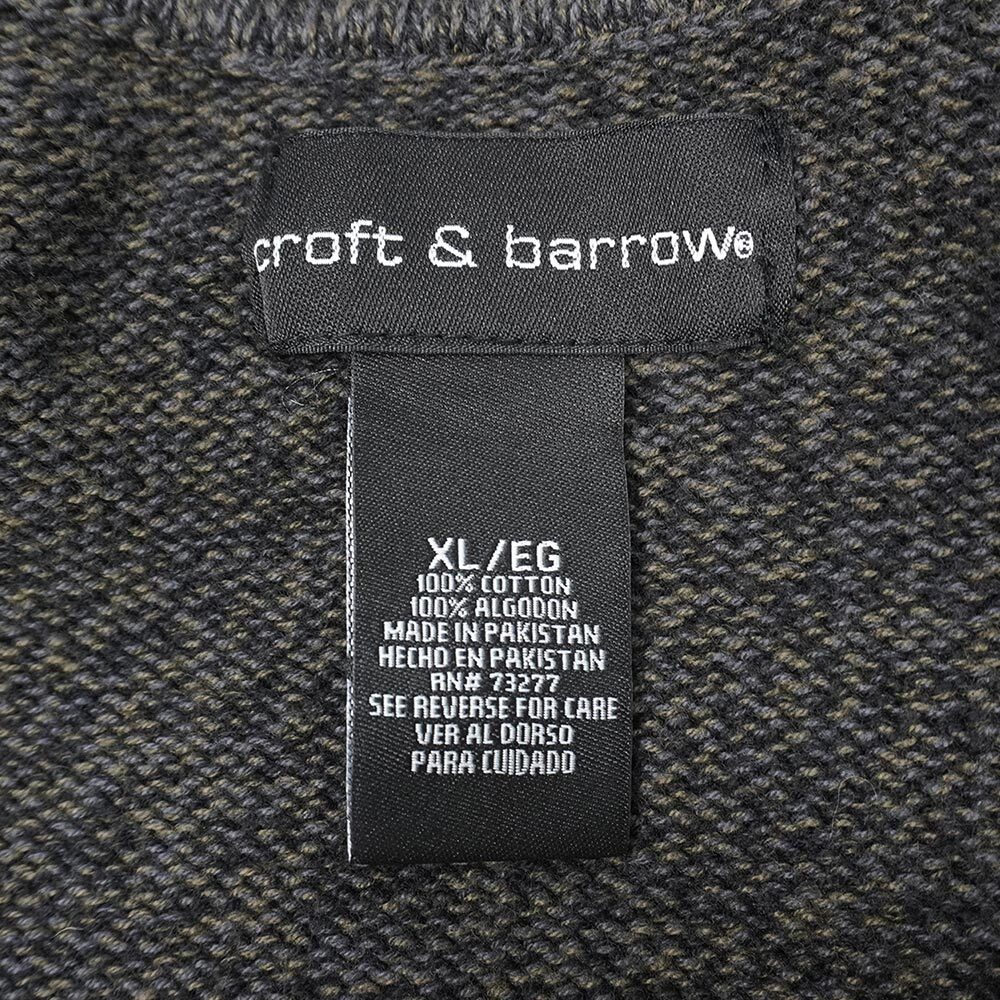 croft & barrow®
XL/EG
100% COTTON
100% ALGODON
MADE IN PAKISTAN
HECHO EN PAKISTAN
RN# 73277
SEE REVERSE FOR CARE
VER AL DORSO
PARA CUIDADO